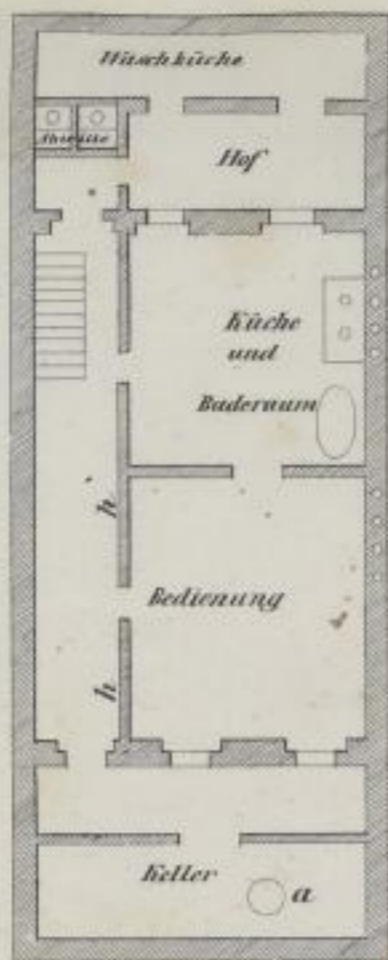 Waschküche
Abtritte
Hof
Küche
und
Baderaum
h
Bedienung
h
Keller
a